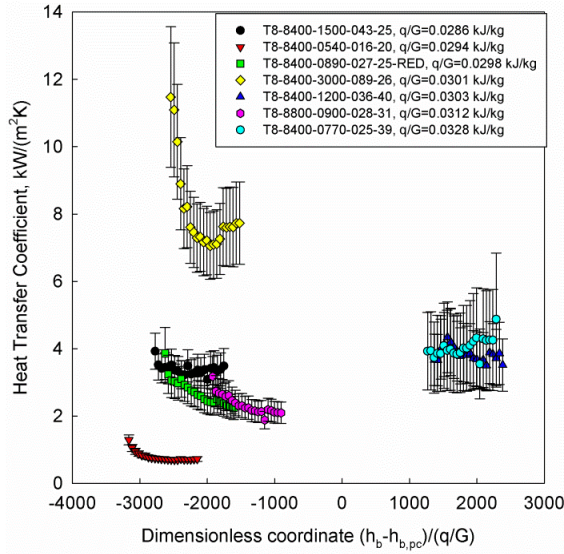 14
12
10
8
6
4
2
0
Heat Transfer Coefficient, kW/(m²K)
T8-8400-1500-043-25, q/G=0.0286 kJ/kg
T8-8400-0540-016-20, q/G=0.0294 kJ/kg
T8-8400-0890-027-25-RED, q/G=0.0298 kJ/kg
T8-8400-3000-089-26, q/G=0.0301 kJ/kg
T8-8400-1200-036-40, q/G=0.0303 kJ/kg
T8-8800-0900-028-31, q/G=0.0312 kJ/kg
T8-8400-0770-025-39, q/G=0.0328 kJ/kg
-4000 -3000 -2000 -1000 0 1000 2000 3000
Dimensionless coordinate (h_b-h_b,pc)/(q/G)